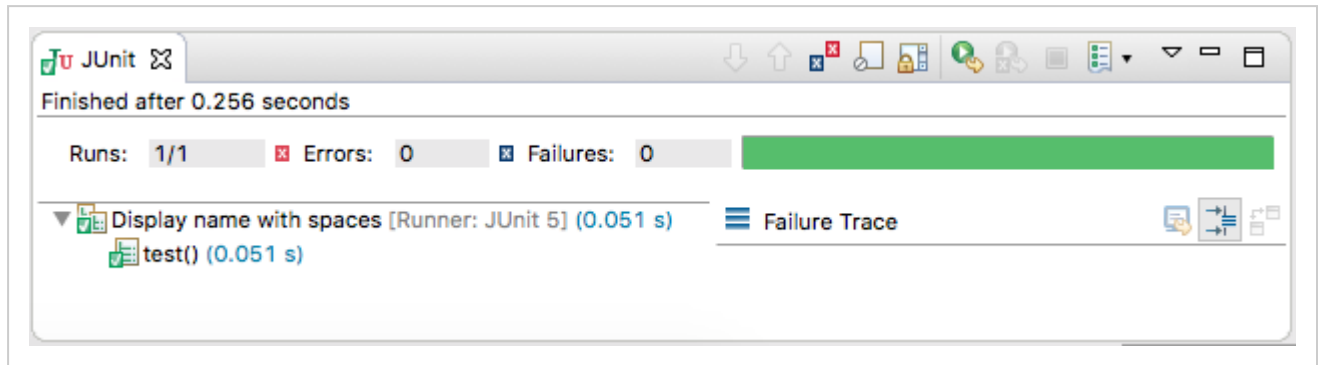 JUnit
Finished after 0.256 seconds
Runs: 1/1 Errors: 0 Failures: 0
Display name with spaces [Runner: JUnit 5] (0.051 s) Failure Trace
test() (0.051 s)